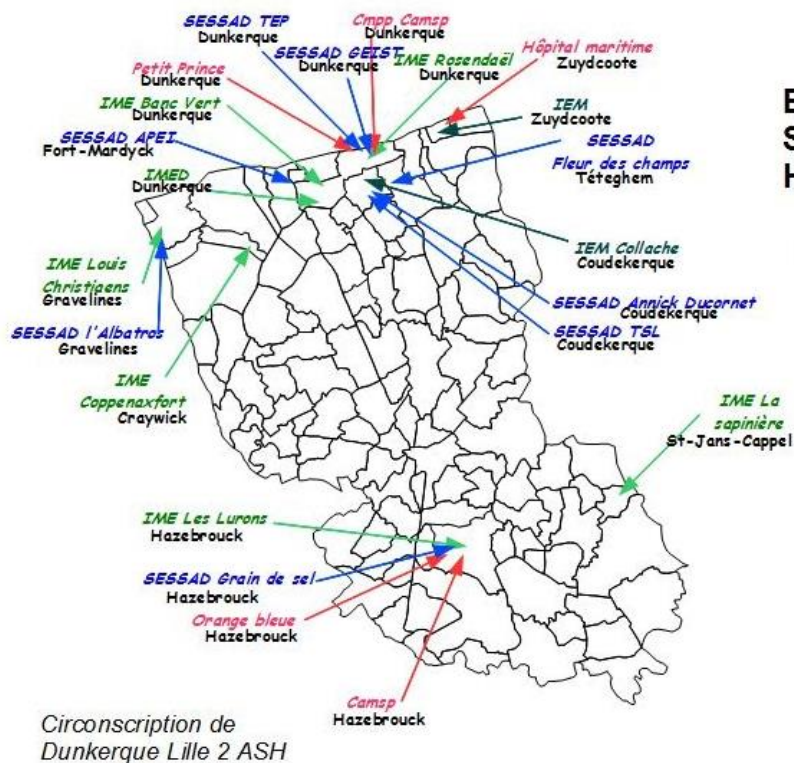 SESSAD TEP
Dunkerque
Cmpp Camsp
Dunkerque
SESSAD GEIST
Dunkerque
IME Rosendaël
Dunkerque
Hôpital maritime
Zuydcoote
Petit Prince
Dunkerque
IME Banc Vert
Dunkerque
IEM
Zuydcoote
SESSAD APEI
Fort-Mardyck
SESSAD
Fleur des champs
Téteghem
IMED
Dunkerque
IEM Collache
Coudekerque
IME Louis
Christiaens
Gravelines
SESSAD Annick Ducornet
Coudekerque
SESSAD l'Albatros
Gravelines
SESSAD TSL
Coudekerque
IME
Coppenaxfort
Craywick
IME La
sapinière
St-Jans-Cappel
IME Les Lurons
Hazebrouck
SESSAD Grain de sel
Hazebrouck
Orange bleue
Hazebrouck
Camsp
Hazebrouck
Circonscription de
Dunkerque Lille 2 ASH
E
S
H